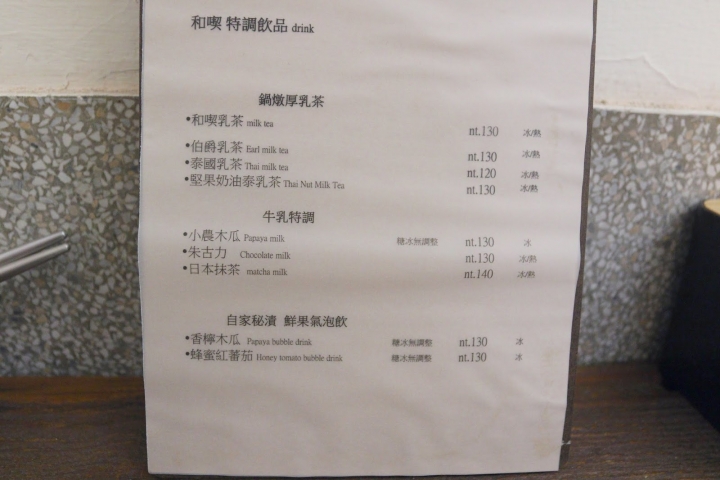 和喫 特調飲品 drink
鍋燉厚乳茶
•和喫乳茶 milk tea nt.130 冰/熱
•伯爵乳茶 Earl milk tea nt.130 冰/熱
•泰國乳茶 Thai milk tea nt.120 冰/熱
•堅果奶油泰乳茶 Thai Nut Milk Tea nt.130 冰/熱
牛乳特調
•小農木瓜 Papaya milk 糖冰無調整 nt.130 冰
•朱古力 Chocolate milk nt.130 冰/熱
•日本抹茶 matcha milk nt.140 冰/熱
自家秘漬 鮮果氣泡飲
•香檸木瓜 Papaya bubble drink 糖冰無調整 nt.130 冰
•蜂蜜紅蕃茄 Honey tomato bubble drink 糖冰無調整 nt.130 冰